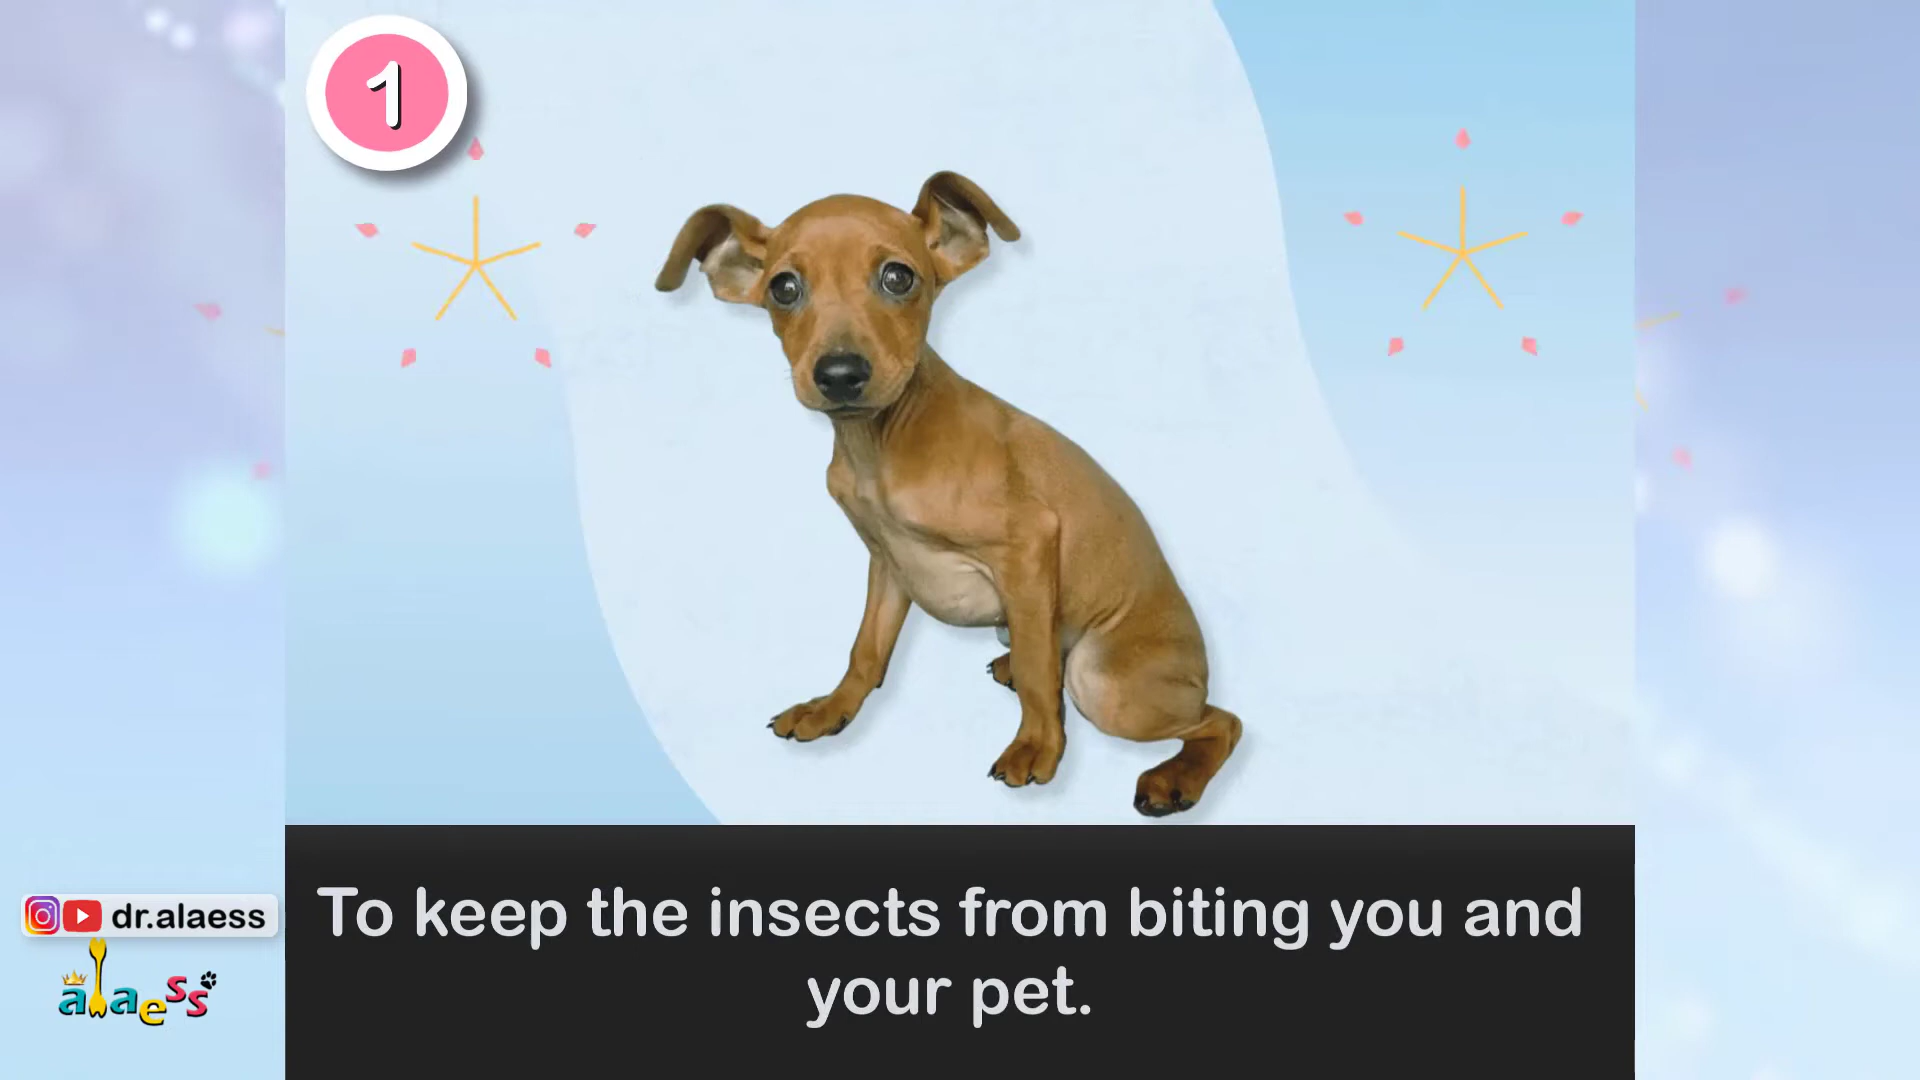 1
To keep the insects from biting you and
your pet.
dr.alaess
alaess